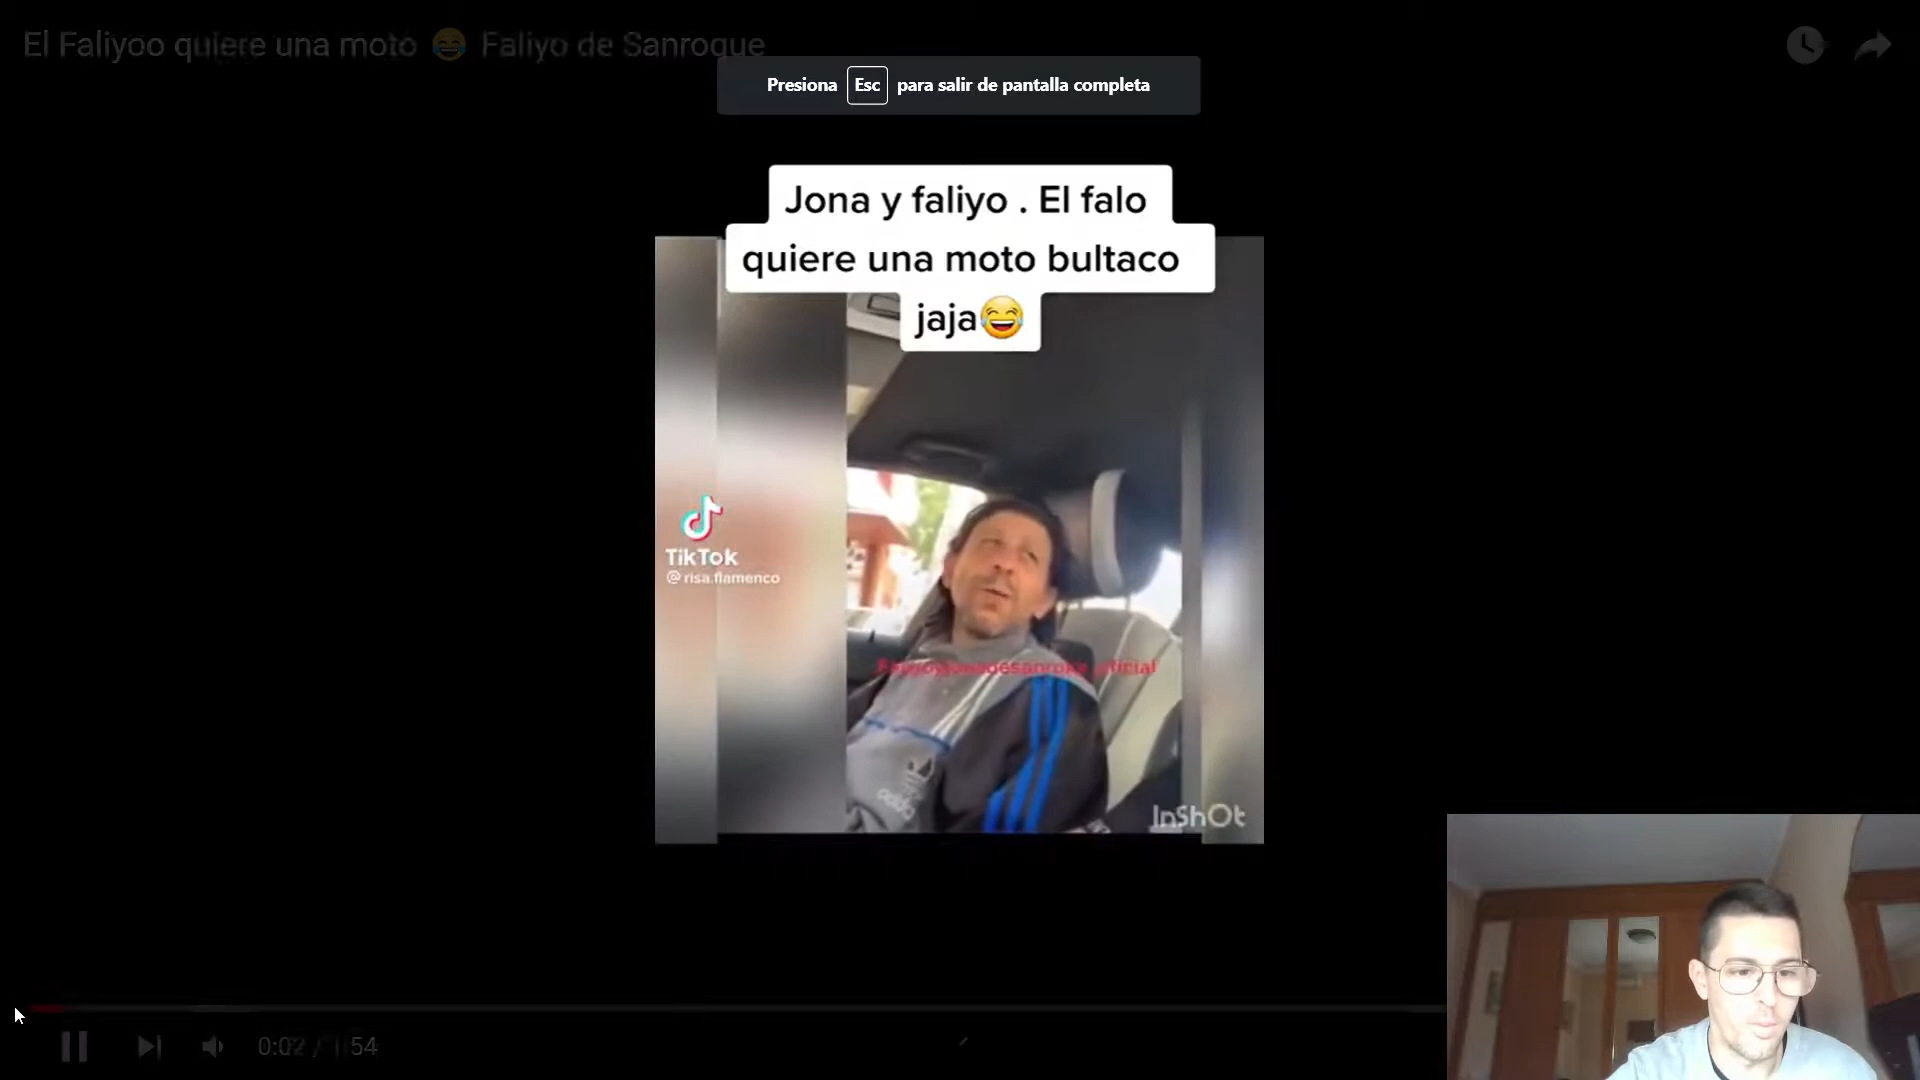 El Faliyoo quiere una moto 😂 Faliyo de Sanroque
Presiona Esc para salir de pantalla completa
Jona y faliyo . El falo
quiere una moto bultaco
jaja😂
TikTok
@risa.flamenco
adidas
InShOt
0:02 / 54